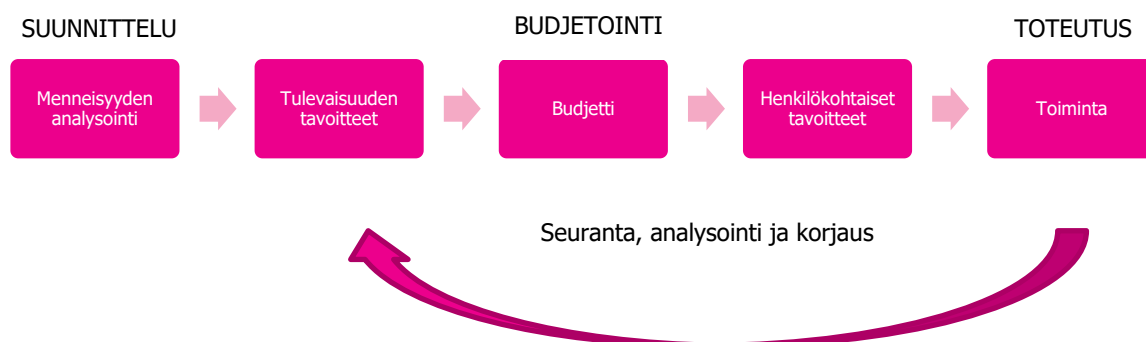 SUUNNITTELU
BUDJETOINTI
TOTEUTUS
Menneisyyden
analysointi
Tulevaisuuden
tavoitteet
Budjetti
Henkilökohtaiset
tavoitteet
Toiminta
Seuranta, analysointi ja korjaus